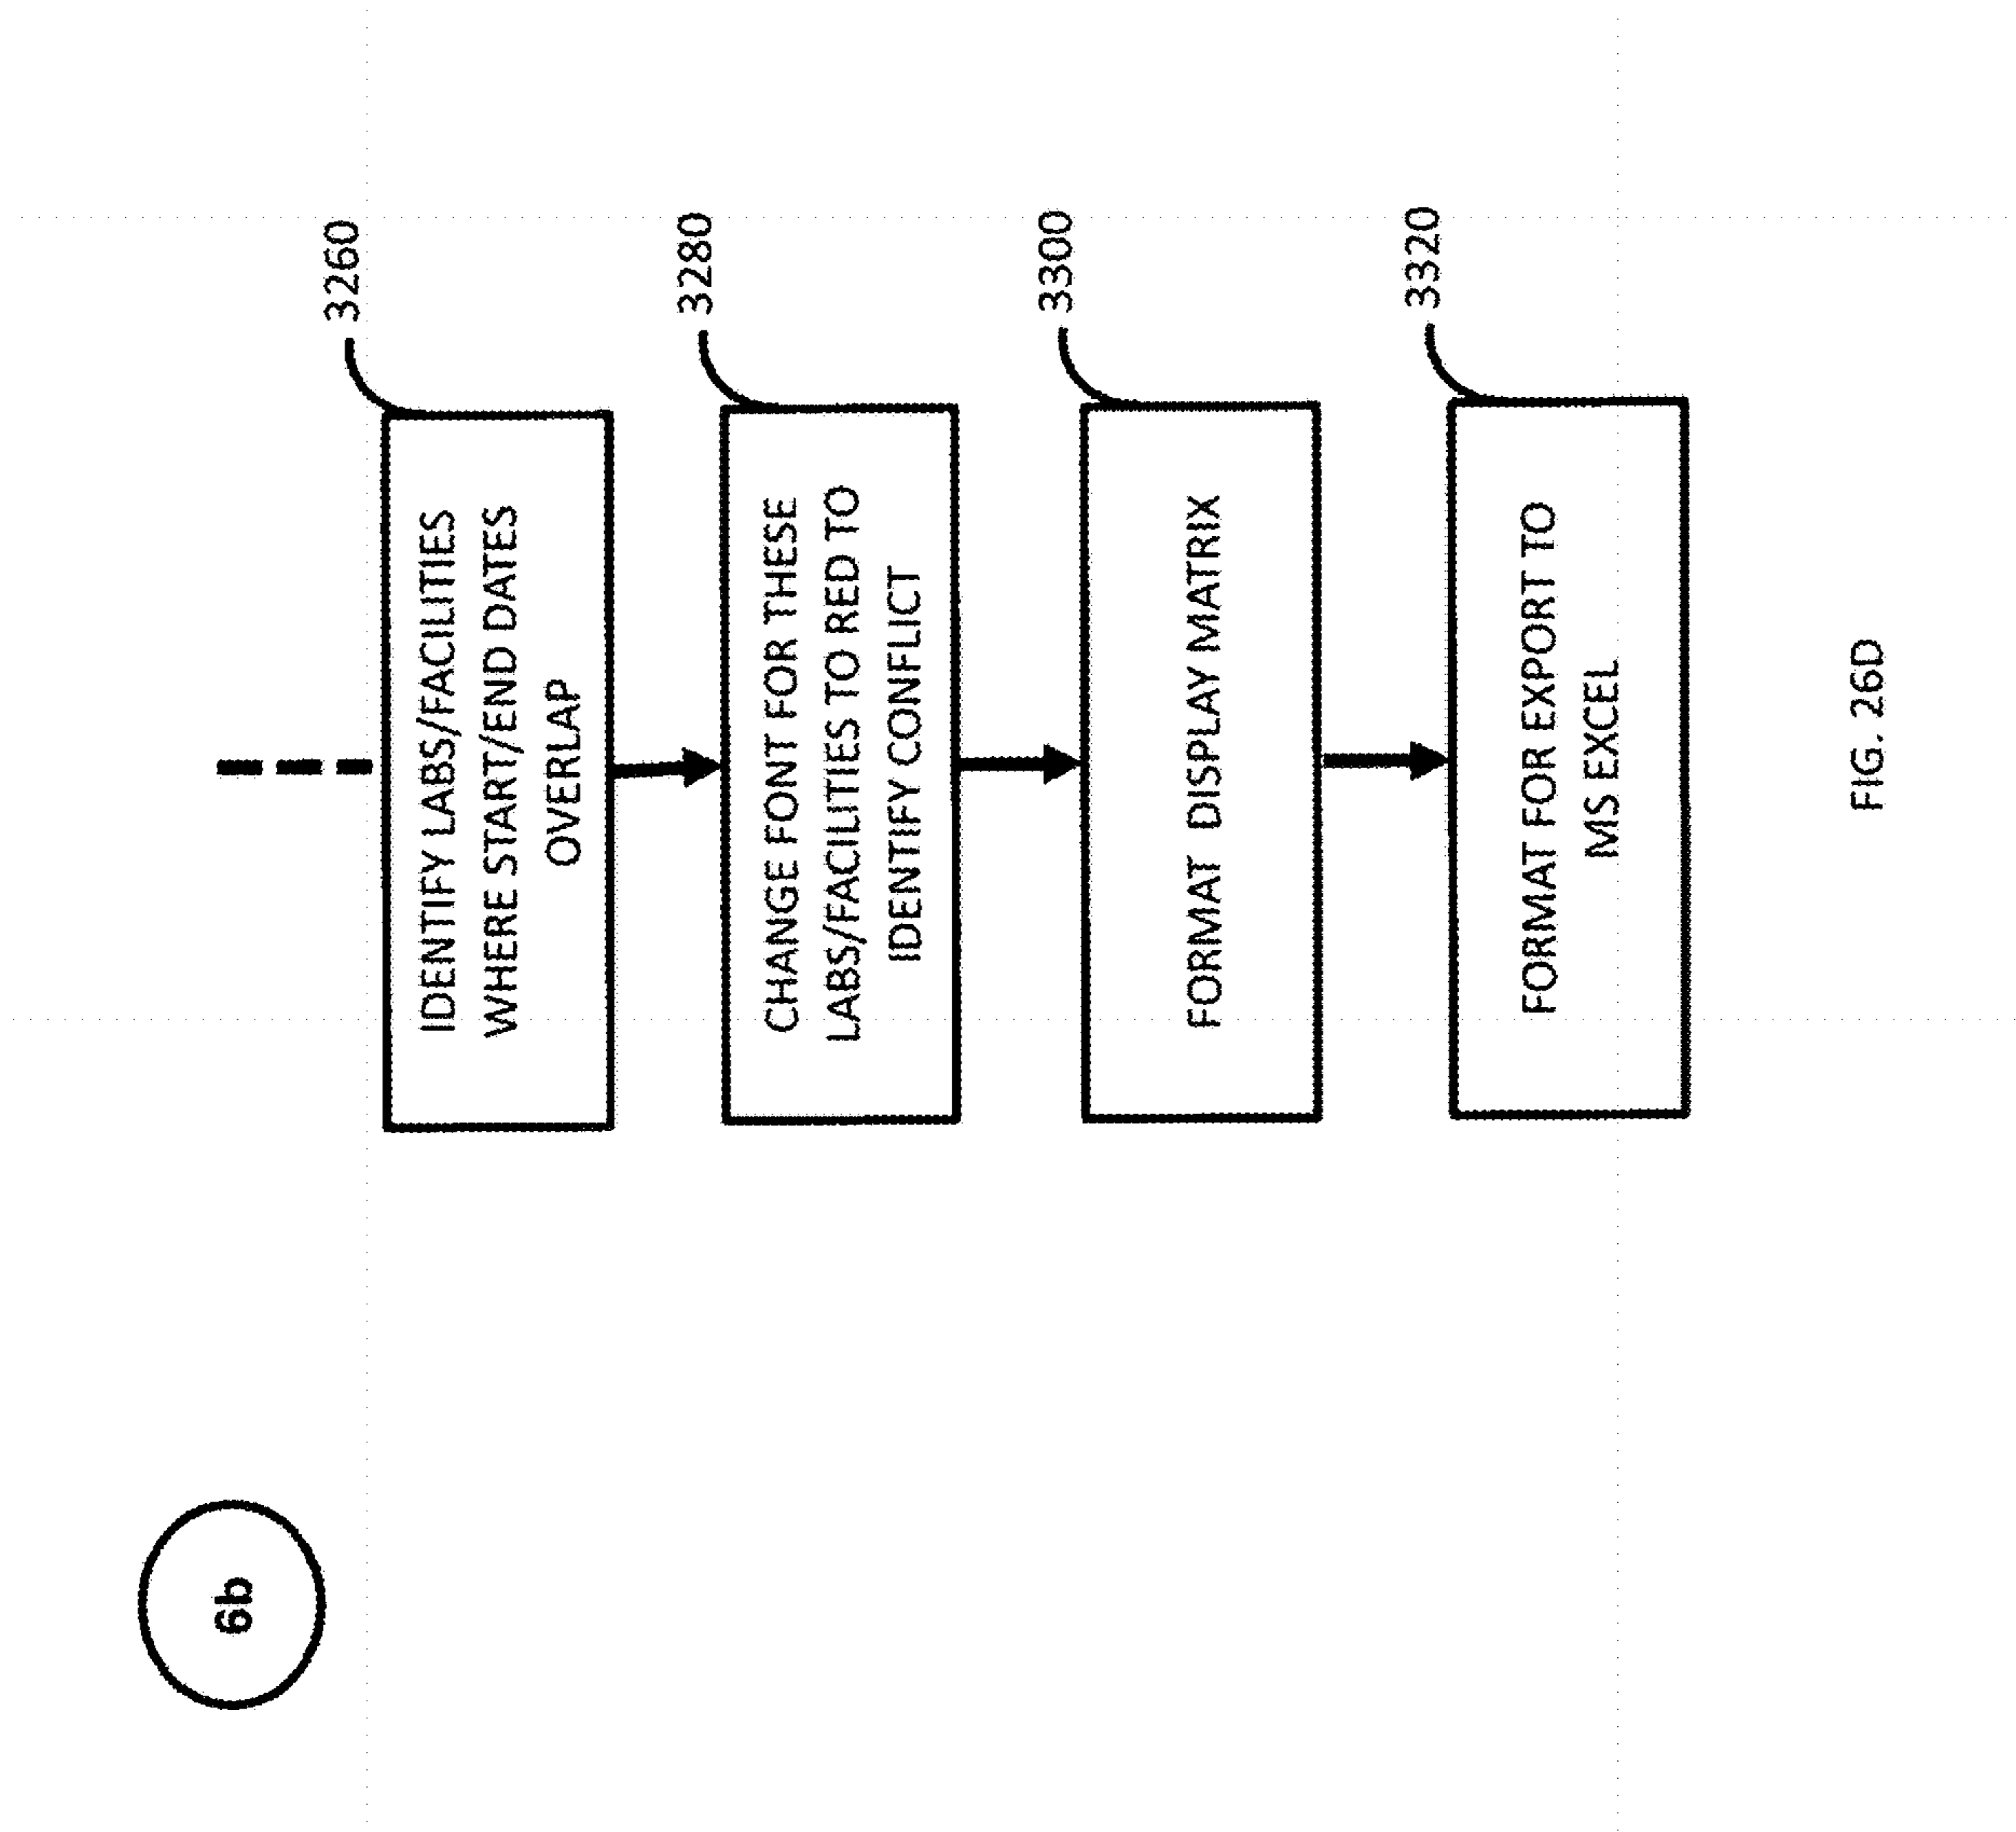 6b
3260
IDENTIFY LABS/FACILITIES
WHERE START/END DATES
OVERLAP
3280
CHANGE FONT FOR THESE
LABS/FACILITIES TO RED TO
IDENTIFY CONFLICT
3300
FORMAT DISPLAY MATRIX
3320
FORMAT FOR EXPORT TO
MS EXCEL
FIG. 26D